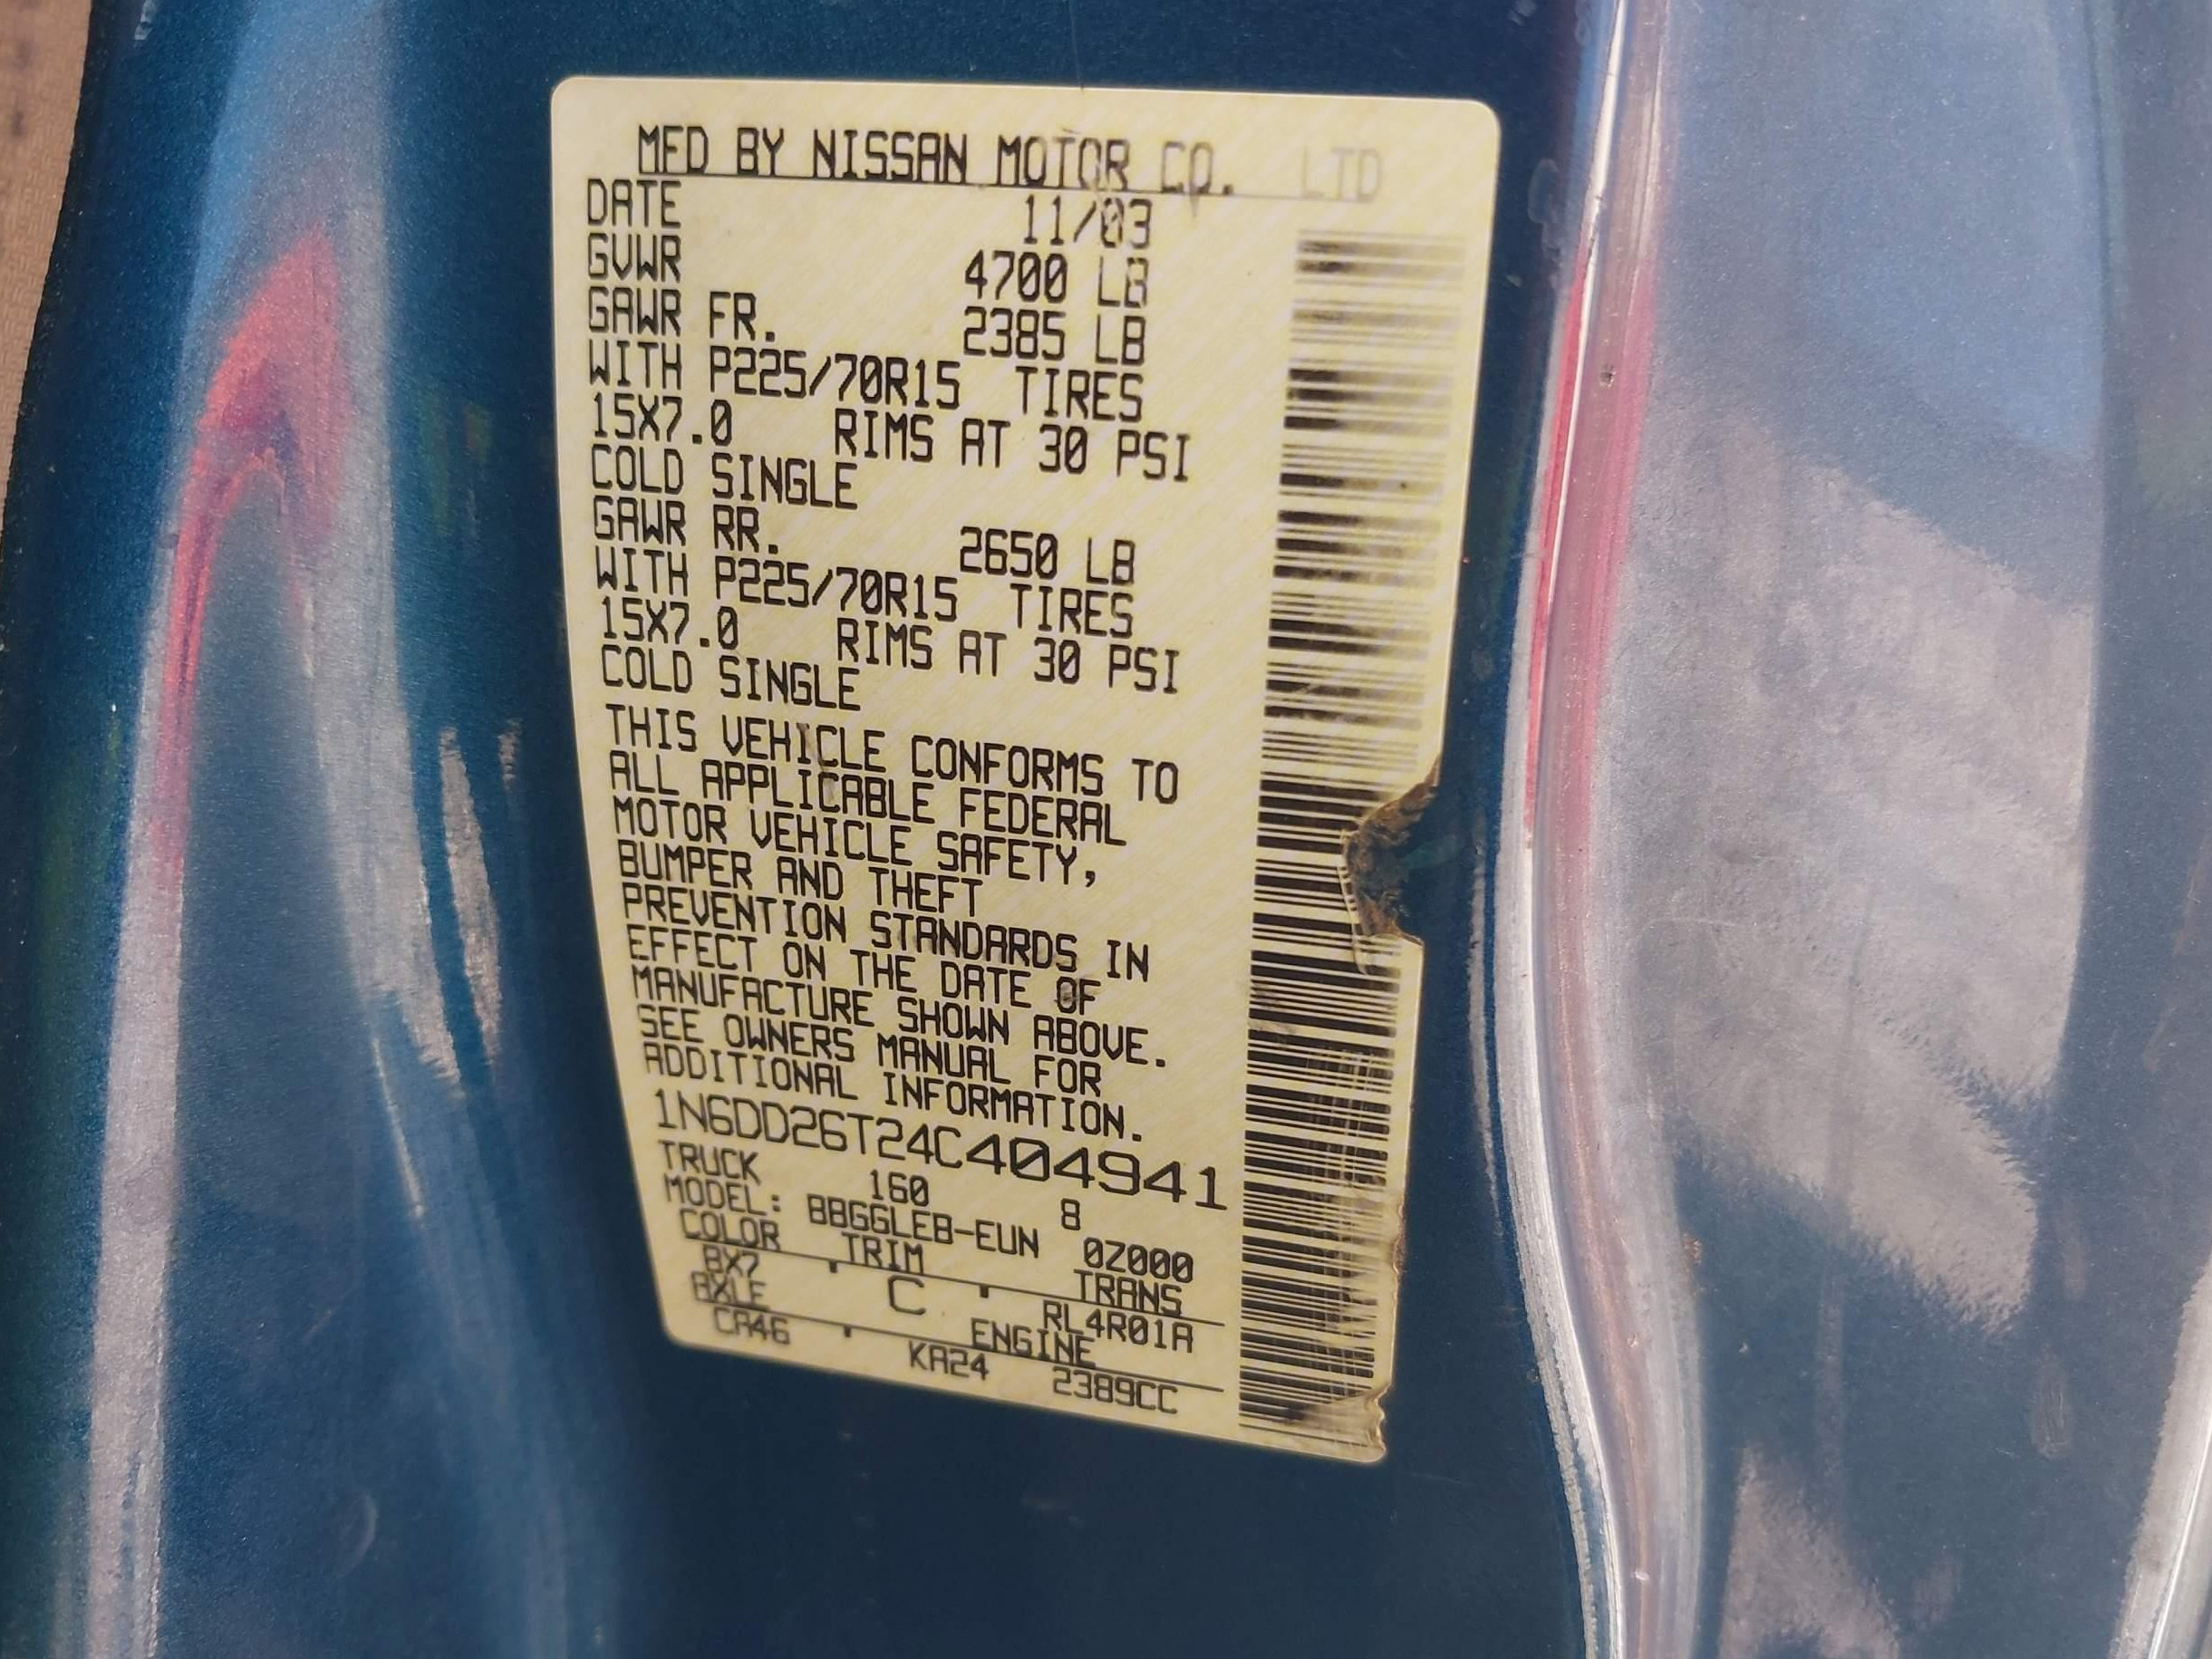 MFD BY NISSAN MOTOR CO. LTD
DATE 11/03
GVWR 4700 LB
GAWR FR. 2385 LB
WITH P225/70R15 TIRES
15X7.0 RIMS AT 30 PSI
COLD SINGLE
GAWR RR. 2650 LB
WITH P225/70R15 TIRES
15X7.0 RIMS AT 30 PSI
COLD SINGLE
THIS VEHICLE CONFORMS TO
ALL APPLICABLE FEDERAL
MOTOR VEHICLE SAFETY,
BUMPER AND THEFT
PREVENTION STANDARDS IN
EFFECT ON THE DATE OF
MANUFACTURE SHOWN ABOVE.
SEE OWNERS MANUAL FOR
ADDITIONAL INFORMATION.
1N6DD26T24C404941
TRUCK 160 8
MODEL: BBGGLEB-EUN 0Z000
COLOR TRIM TRANS
BX7 C RL4R01A
AXLE ENGINE
CA46 KA24 2389CC